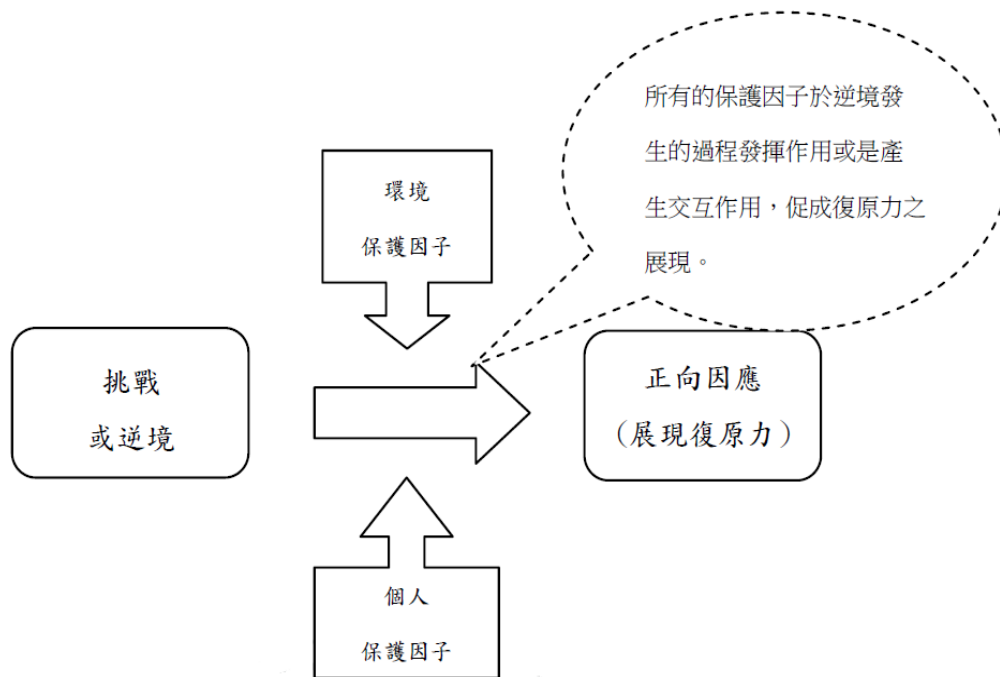 所有的保護因子於逆境發
生的過程發揮作用或是產
生交互作用，促成復原力之
展現。
環境
保護因子
挑戰
或逆境
正向因應
（展現復原力）
個人
保護因子